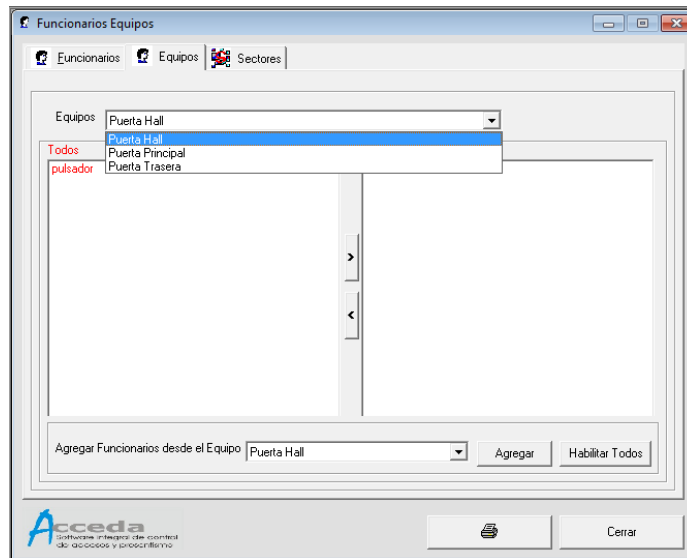 Funcionarios Equipos
Funcionarios Equipos Sectores
Equipos Puerta Hall
Puerta Hall
Puerta Principal
Puerta Trasera
Todos
pulsador
>
<
Agregar Funcionarios desde el Equipo Puerta Hall Agregar Habilitar Todos
Acceda
Software integral de control
de accesos y presentismo
Cerrar